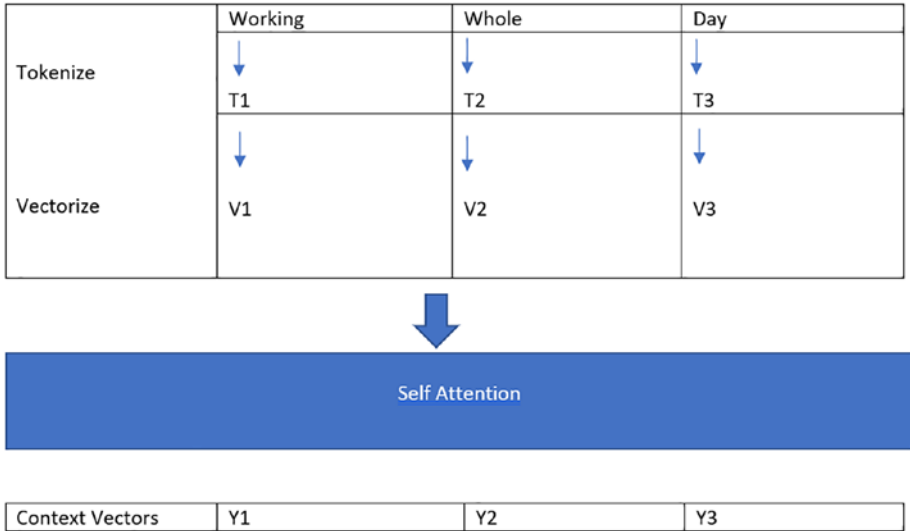 Working Whole Day
Tokenize
T1 T2 T3
Vectorize V1 V2 V3
Self Attention
Context Vectors Y1 Y2 Y3